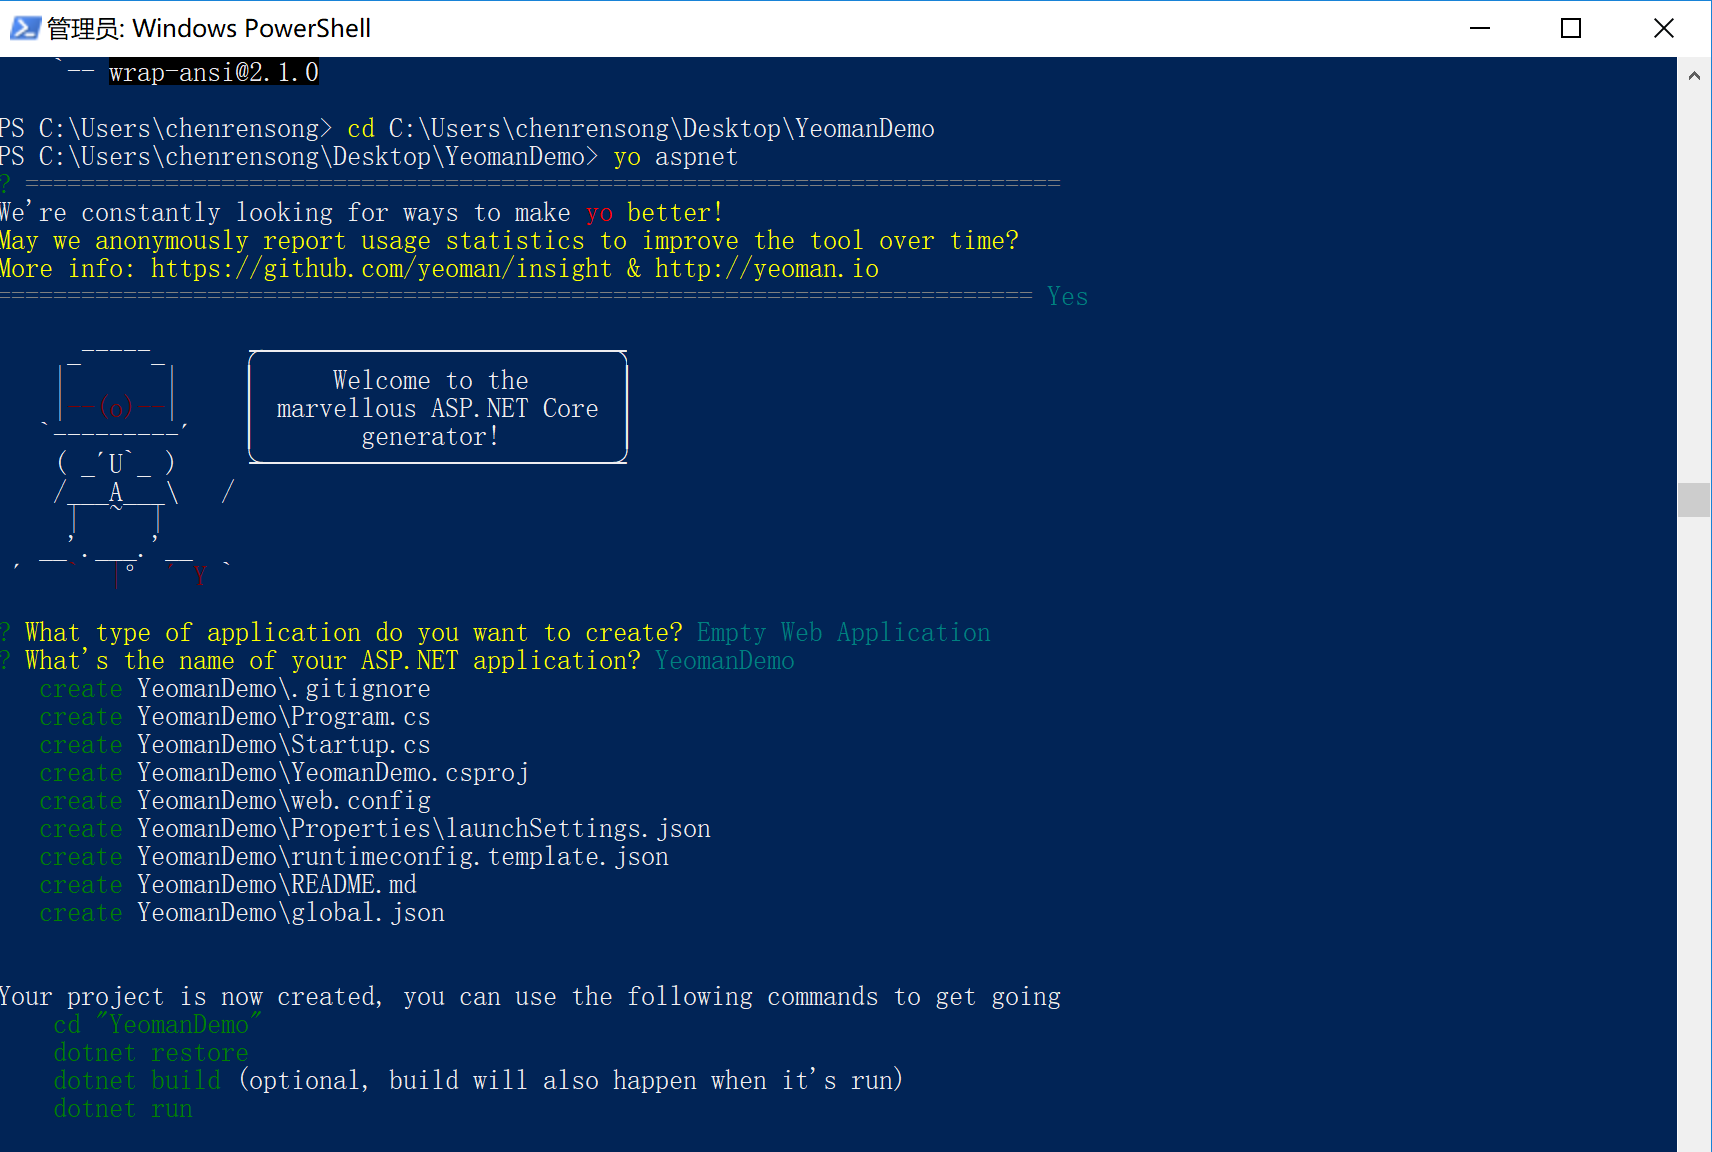 管理员: Windows PowerShell
`-- wrap-ansi@2.1.0
PS C:\Users\chenrensong> cd C:\Users\chenrensong\Desktop\YeomanDemo
PS C:\Users\chenrensong\Desktop\YeomanDemo> yo aspnet
? ==========================================================================
We're constantly looking for ways to make yo better!
May we anonymously report usage statistics to improve the tool over time?
More info: https://github.com/yeoman/insight & http://yeoman.io
========================================================================== Yes
Welcome to the
marvellous ASP.NET Core
generator!
? What type of application do you want to create? Empty Web Application
? What's the name of your ASP.NET application? YeomanDemo
create YeomanDemo\.gitignore
create YeomanDemo\Program.cs
create YeomanDemo\Startup.cs
create YeomanDemo\YeomanDemo.csproj
create YeomanDemo\web.config
create YeomanDemo\Properties\launchSettings.json
create YeomanDemo\runtimeconfig.template.json
create YeomanDemo\README.md
create YeomanDemo\global.json
Your project is now created, you can use the following commands to get going
cd "YeomanDemo"
dotnet restore
dotnet build (optional, build will also happen when it's run)
dotnet run